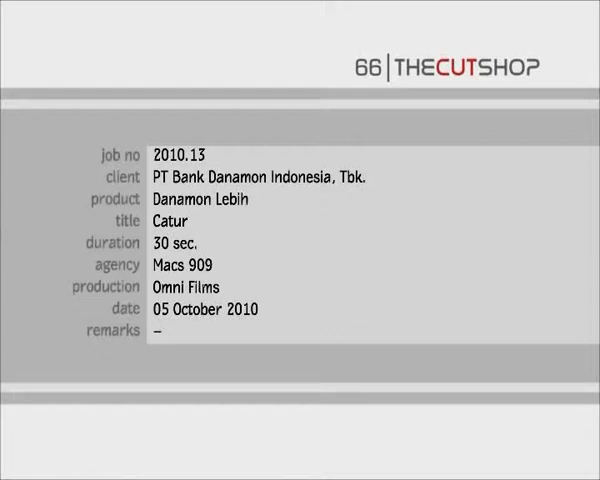 66|THECUTSHOP
job no 2010.13
client PT Bank Danamon Indonesia, Tbk.
product Danamon Lebih
title Catur
duration 30 sec.
agency Macs 909
production Omni Films
date 05 October 2010
remarks –